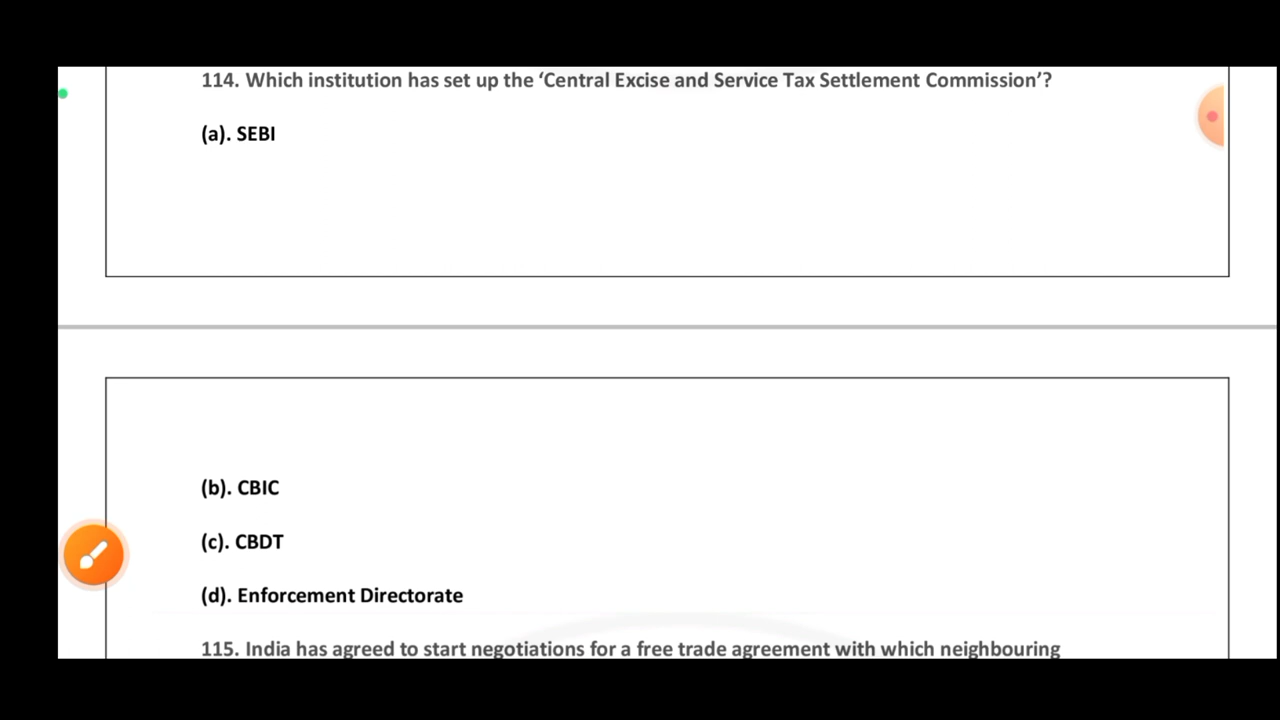 114. Which institution has set up the ‘Central Excise and Service Tax Settlement Commission’?
(a). SEBI
(b). CBIC
(c). CBDT
(d). Enforcement Directorate
115. India has agreed to start negotiations for a free trade agreement with which neighbouring